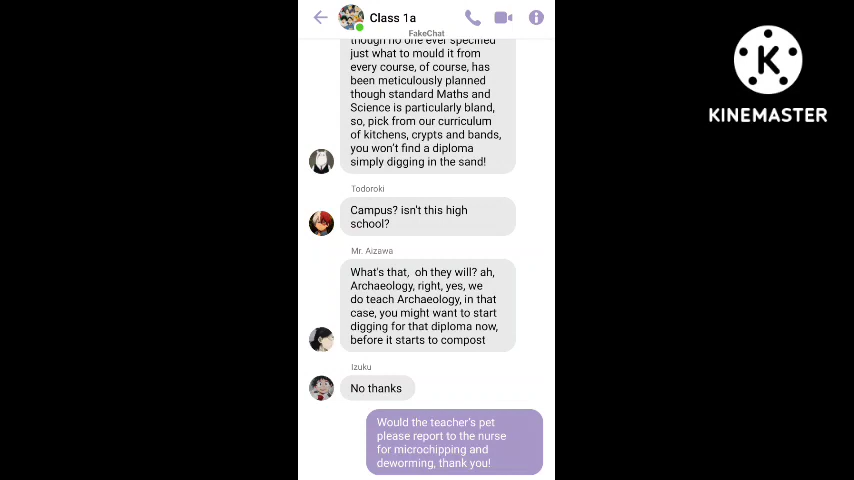 Class 1a
FakeChat
though no one ever specified
just what to mould it from
every course, of course, has
been meticulously planned
though standard Maths and
Science is particularly bland,
so, pick from our curriculum
of kitchens, crypts and bands,
you won't find a diploma
simply digging in the sand!
Todoroki
Campus? isn't this high
school?
Mr. Aizawa
What's that, oh they will? ah,
Archaeology, right, yes, we
do teach Archaeology, in that
case, you might want to start
digging for that diploma now,
before it starts to compost
Izuku
No thanks
Would the teacher's pet
please report to the nurse
for microchipping and
deworming, thank you!
K
KINEMASTER